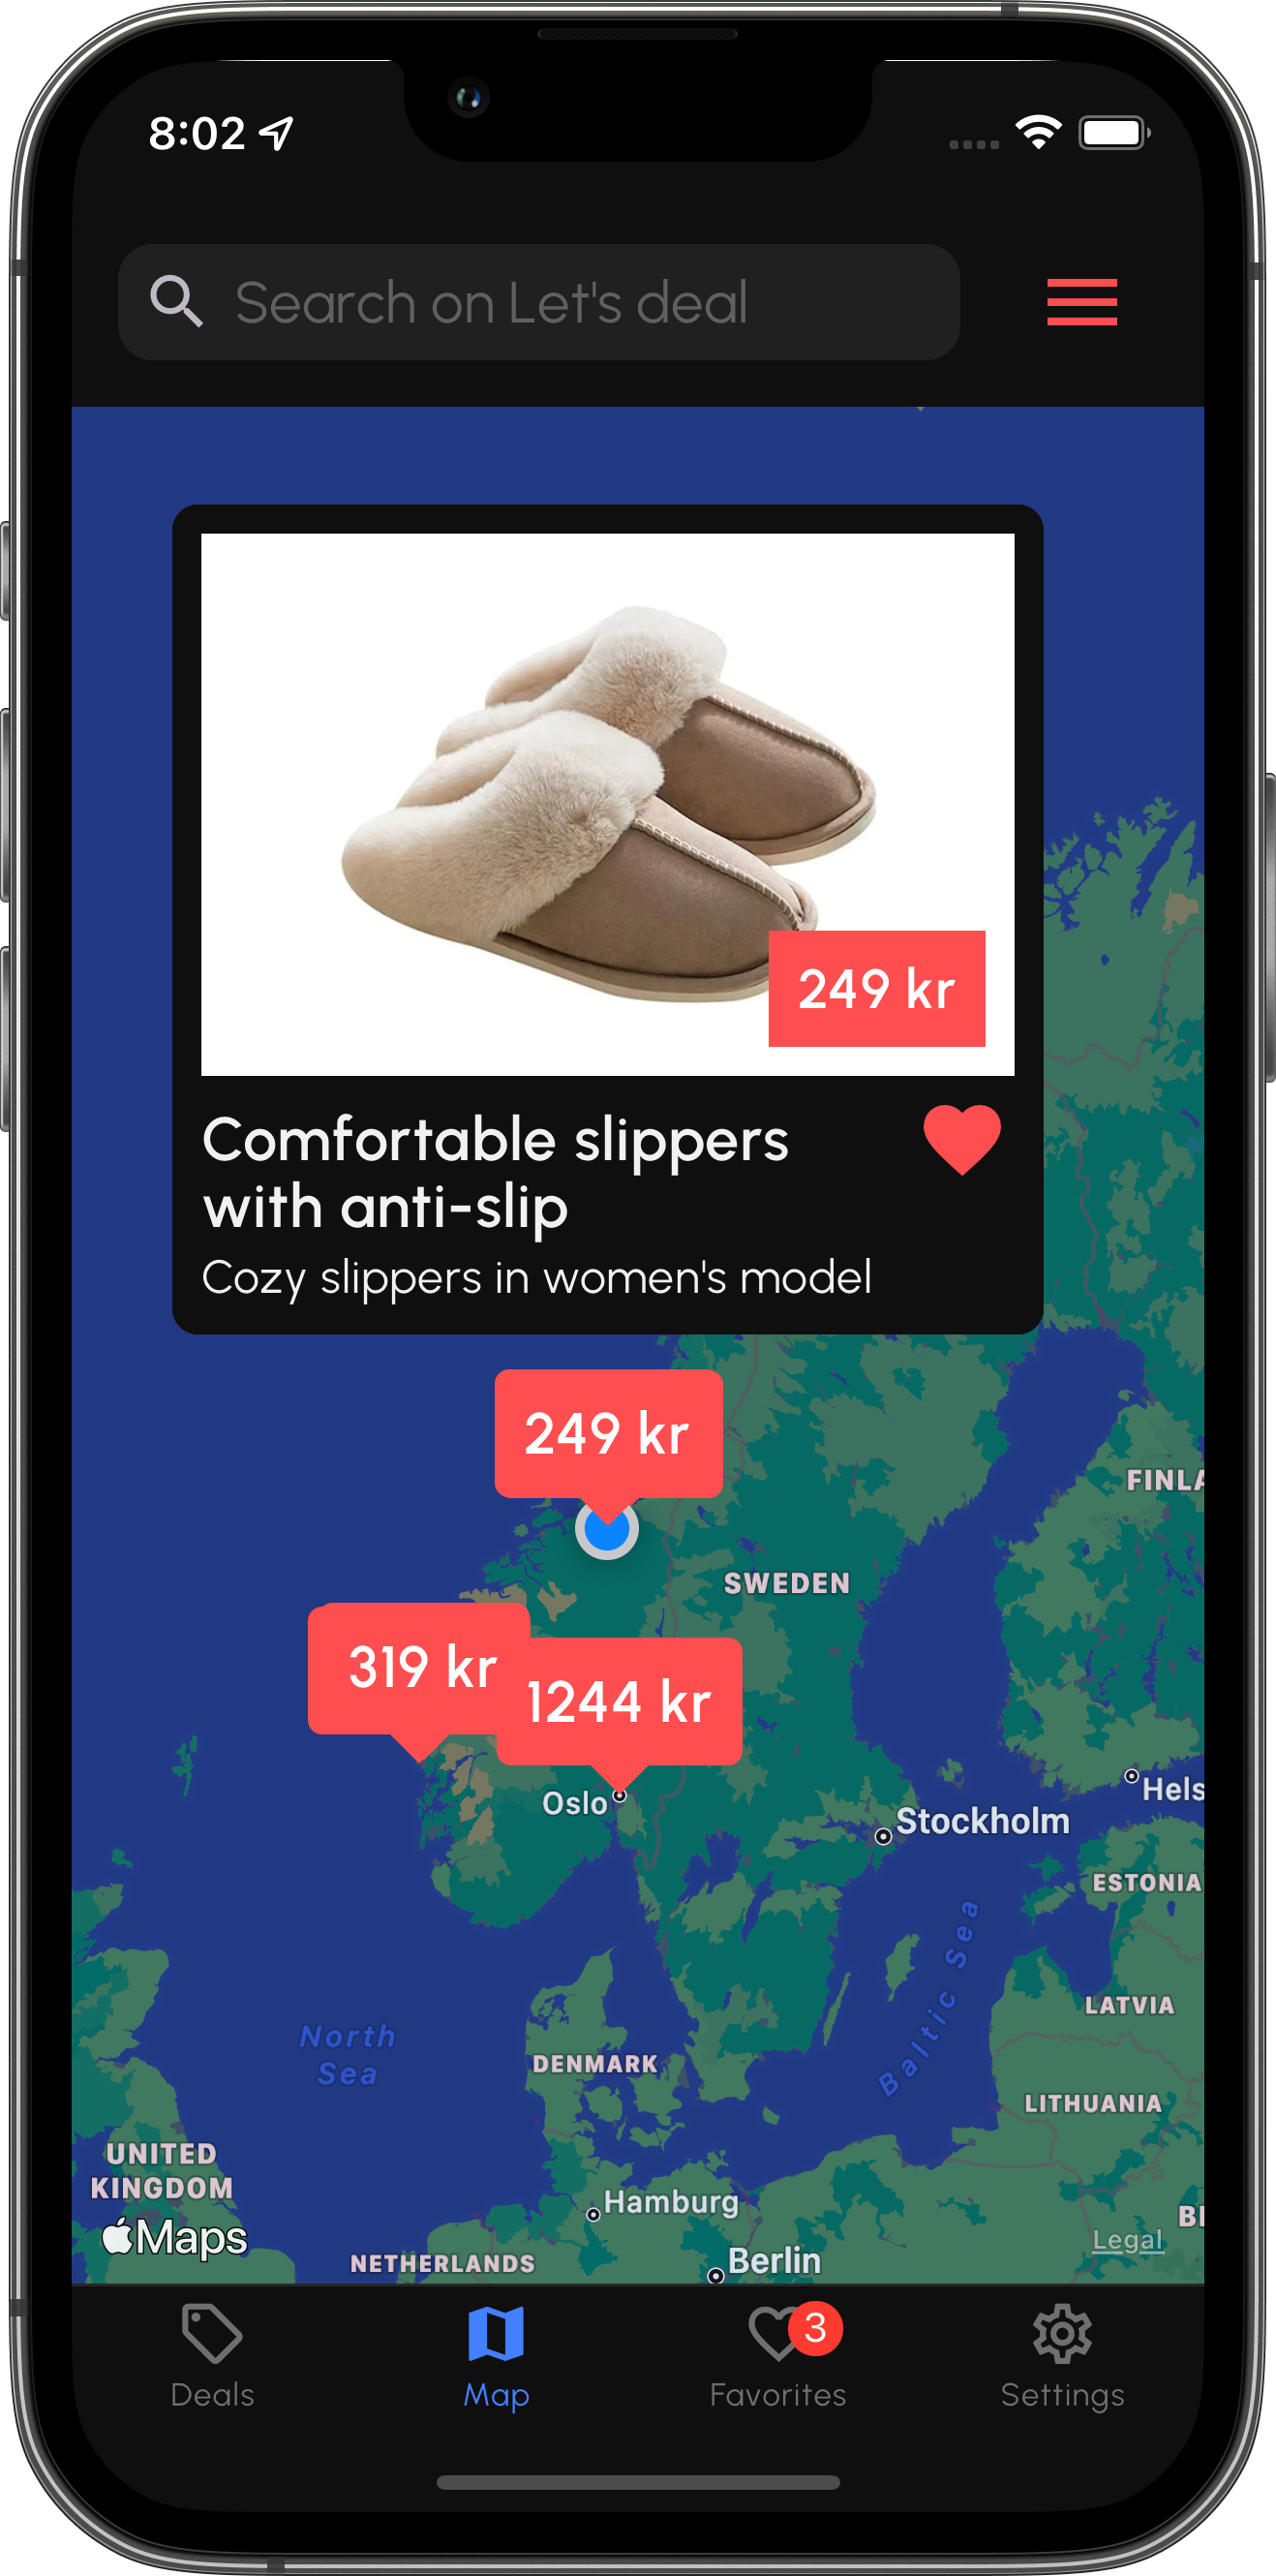 8:02
Search on Let's deal
249 kr
Comfortable slippers
with anti-slip
Cozy slippers in women's model
249 kr
FINLA
SWEDEN
319 kr
1244 kr
Oslo
Hels
Stockholm
ESTONIA
Baltic Sea
LATVIA
North
Sea
DENMARK
LITHUANIA
UNITED
KINGDOM
Hamburg
BE
Maps
Legal
NETHERLANDS
Berlin
3
Deals
Map
Favorites
Settings